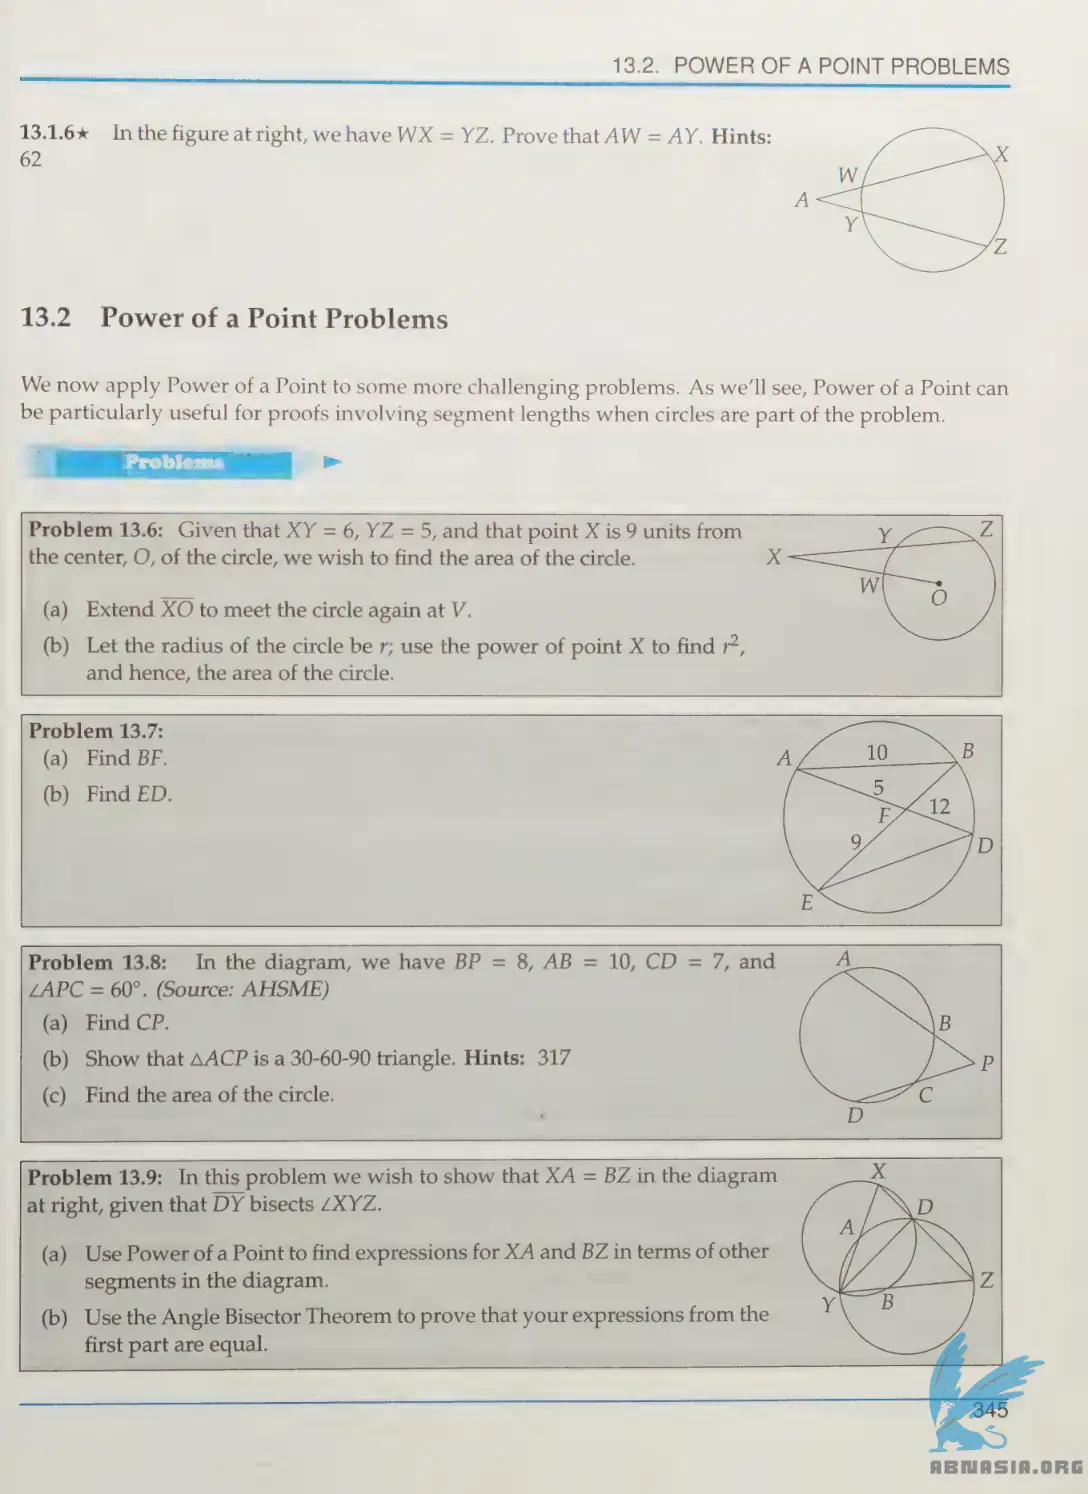 13.2. POWER OF A POINT PROBLEMS
13.1.6★ In the figure at right, we have WX = YZ. Prove that AW = AY. Hints:
62
X
W
A
Y
Z
13.2 Power of a Point Problems
We now apply Power of a Point to some more challenging problems. As we'll see, Power of a Point can
be particularly useful for proofs involving segment lengths when circles are part of the problem.
Problems
Problem 13.6: Given that XY = 6, YZ = 5, and that point X is 9 units from
the center, O, of the circle, we wish to find the area of the circle.
(a) Extend X̅O̅ to meet the circle again at V.
(b) Let the radius of the circle be r; use the power of point X to find r²,
and hence, the area of the circle.
Y
Z
X
W
O
Problem 13.7:
(a) Find BF.
(b) Find ED.
A
10
B
5
F
12
9
D
E
Problem 13.8: In the diagram, we have BP = 8, AB = 10, CD = 7, and
∠APC = 60°. (Source: AHSME)
(a) Find CP.
(b) Show that △ACP is a 30-60-90 triangle. Hints: 317
(c) Find the area of the circle.
A
B
P
C
D
Problem 13.9: In this problem we wish to show that XA = BZ in the diagram
at right, given that D̅Y̅ bisects ∠XYZ.
(a) Use Power of a Point to find expressions for XA and BZ in terms of other
segments in the diagram.
(b) Use the Angle Bisector Theorem to prove that your expressions from the
first part are equal.
X
D
A
Z
Y
B
345
ABNASIA.ORG